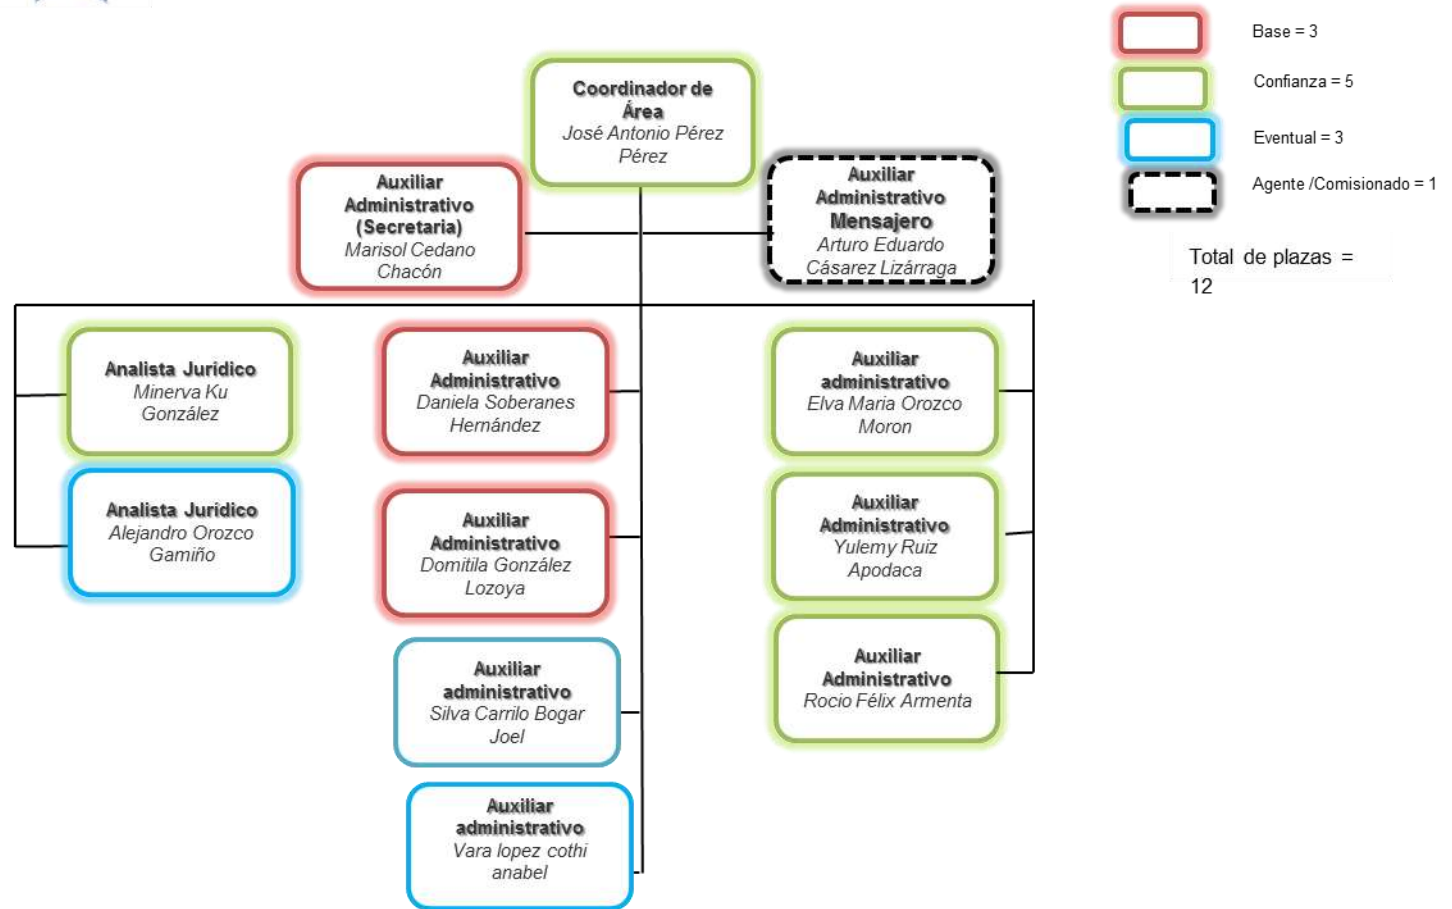 Base = 3
Confianza = 5
Eventual = 3
Agente /Comisionado = 1
Total de plazas =
12
Coordinador de
Área
José Antonio Pérez
Pérez
Auxiliar
Administrativo
(Secretaria)
Marisol Cedano
Chacón
Auxiliar
Administrativo
Mensajero
Arturo Eduardo
Cásarez Lizárraga
Analista Juridico
Minerva Ku
González
Analista Juridico
Alejandro Orozco
Gamiño
Auxiliar
Administrativo
Daniela Soberanes
Hernández
Auxiliar
Administrativo
Domitila González
Lozoya
Auxiliar
administrativo
Silva Carrilo Bogar
Joel
Auxiliar
administrativo
Vara lopez cothi
anabel
Auxiliar
administrativo
Elva Maria Orozco
Moron
Auxiliar
Administrativo
Yulemy Ruiz
Apodaca
Auxiliar
Administrativo
Rocio Félix Armenta